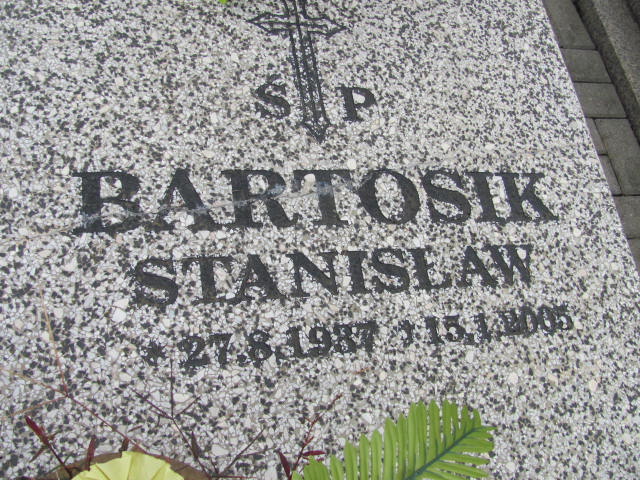 Ś P
BARTOSIK
STANISŁAW
* 27.8.1937 † 15.1.2005